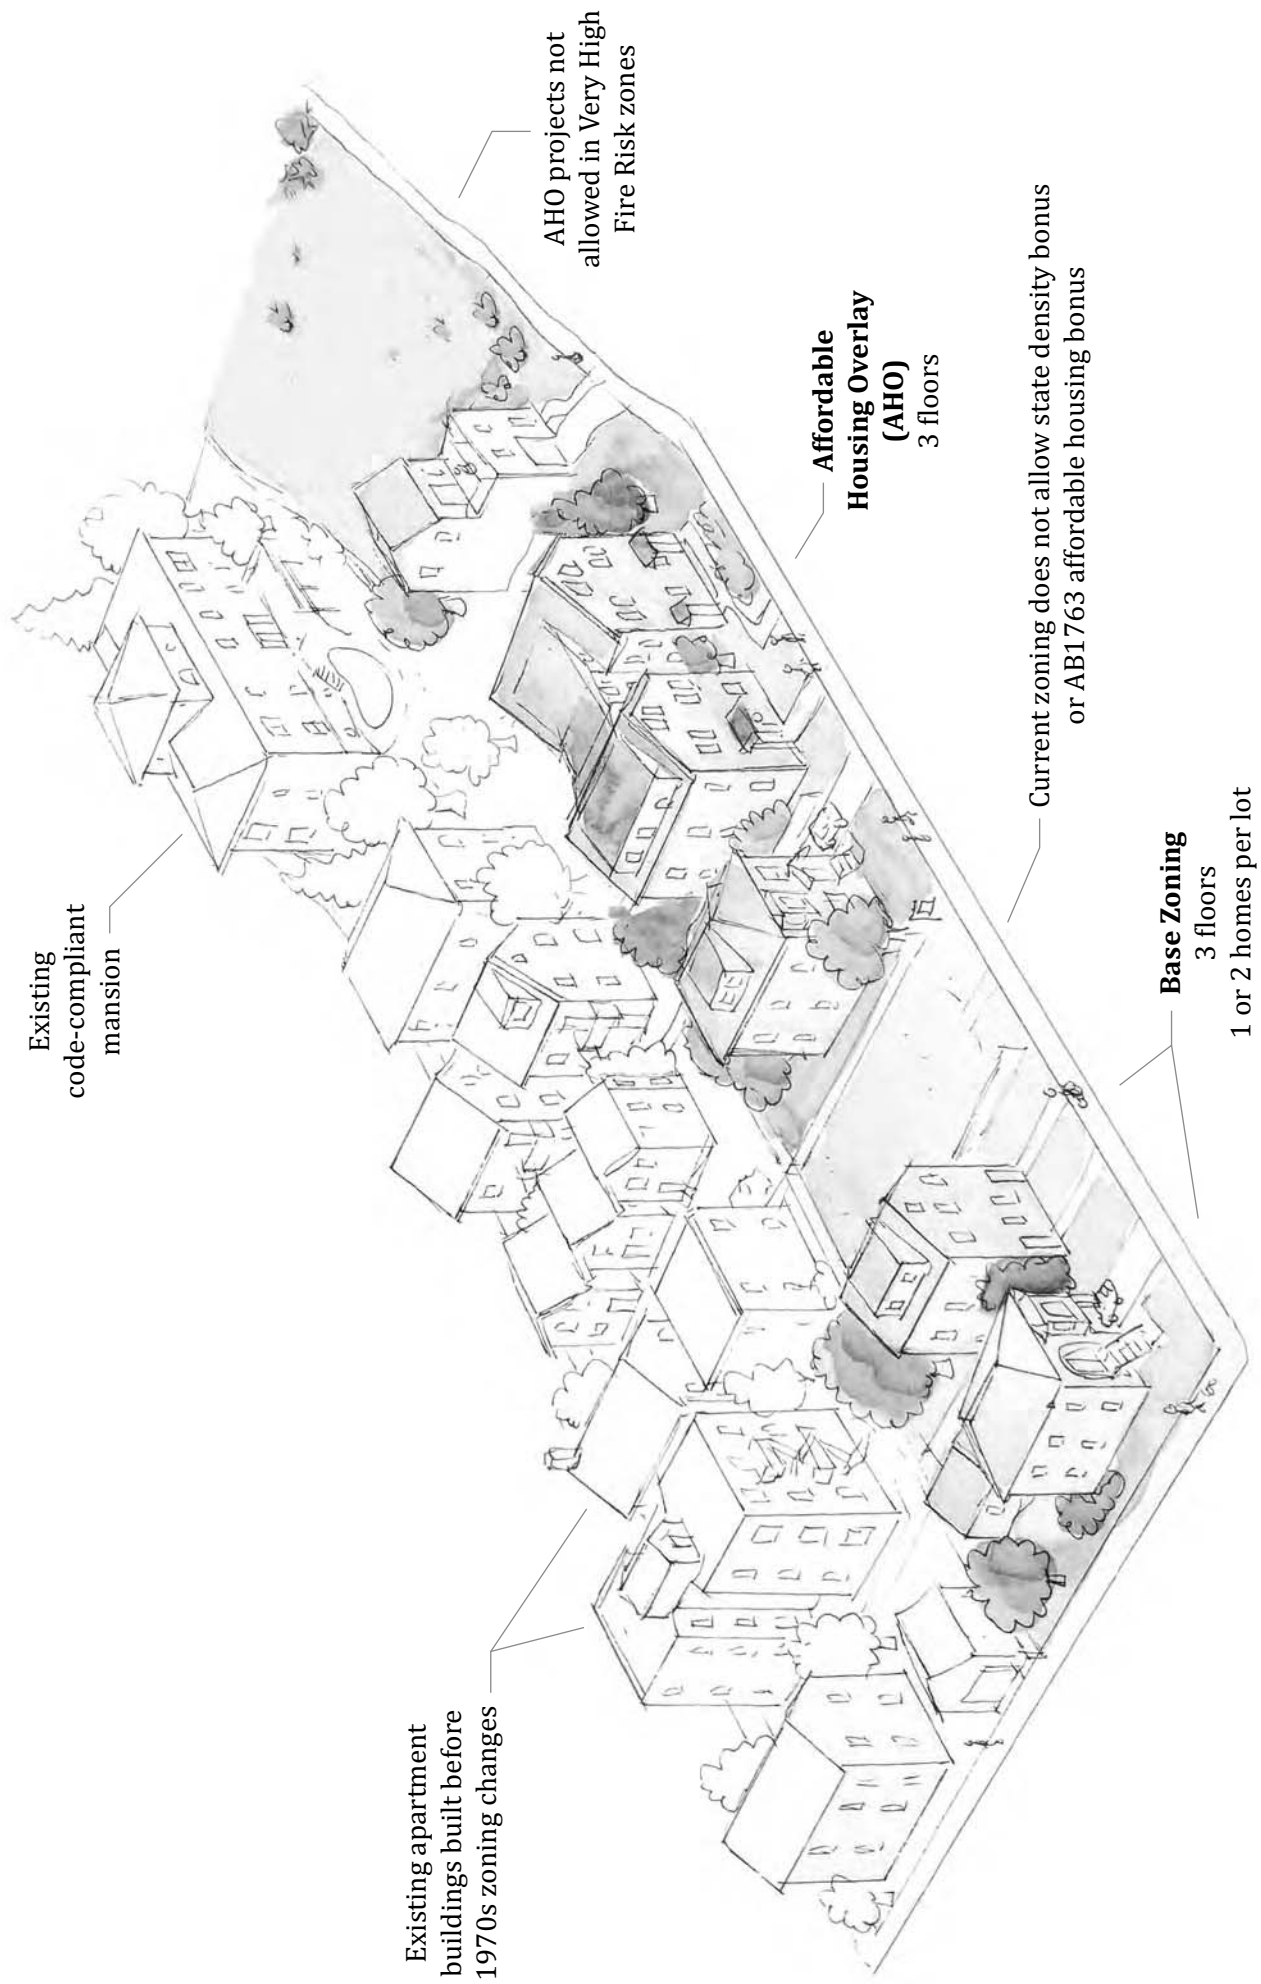 Existing apartment
buildings built before
1970s zoning changes
Existing
code-compliant
mansion
AHO projects not
allowed in Very High
Fire Risk zones
Affordable
Housing Overlay
(AHO)
3 floors
Current zoning does not allow state density bonus
or AB1763 affordable housing bonus
Base Zoning
3 floors
1 or 2 homes per lot